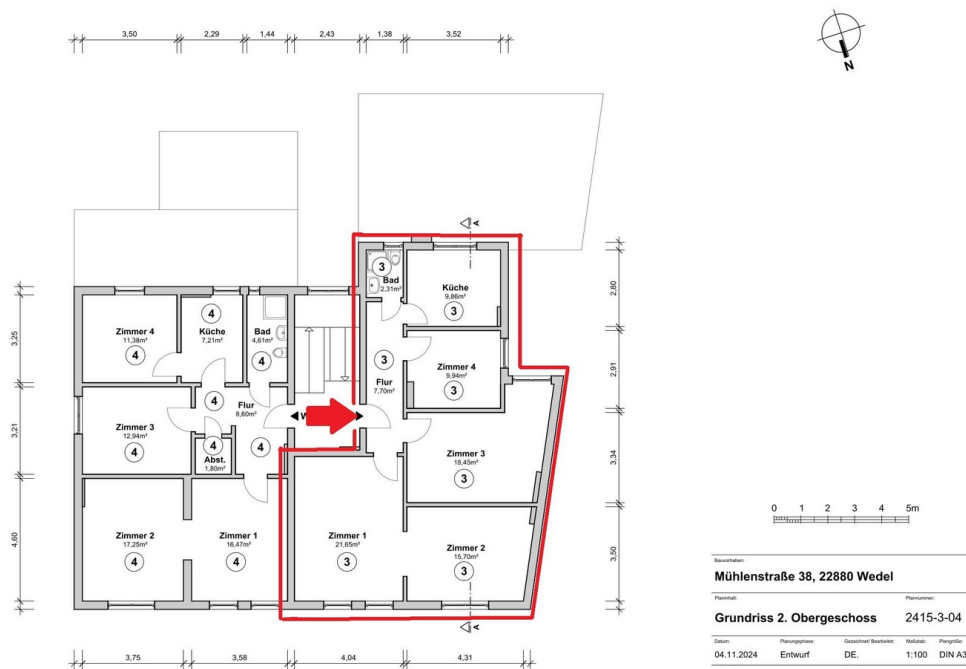 3,50 2,29 1,44 2,43 1,38 3,52
N
A
3
Bad
2,31m²
Küche
9,86m²
3
2,80
3,25
Zimmer 4
11,38m²
4
4
Küche
7,21m²
Bad
4,61m²
4
3
Flur
7,70m²
Zimmer 4
9,94m²
3
2,91
3,21
Zimmer 3
12,94m²
4
4
Flur
8,60m²
4
Abst.
1,80m²
4
W
Zimmer 3
18,45m²
3
3,34
4,60
Zimmer 2
17,25m²
4
Zimmer 1
16,47m²
4
Zimmer 1
21,65m²
3
Zimmer 2
15,70m²
3
3,50
A
3,75 3,58 4,04 4,31
0 1 2 3 4 5m
Bauvorhaben:
Mühlenstraße 38, 22880 Wedel
Planinhalt: Plannummer:
Grundriss 2. Obergeschoss 2415-3-04
Datum: Planungsphase: Gezeichnet/ Bearbeitet: Maßstab: Plangröße:
04.11.2024 Entwurf DE. 1:100 DIN A3